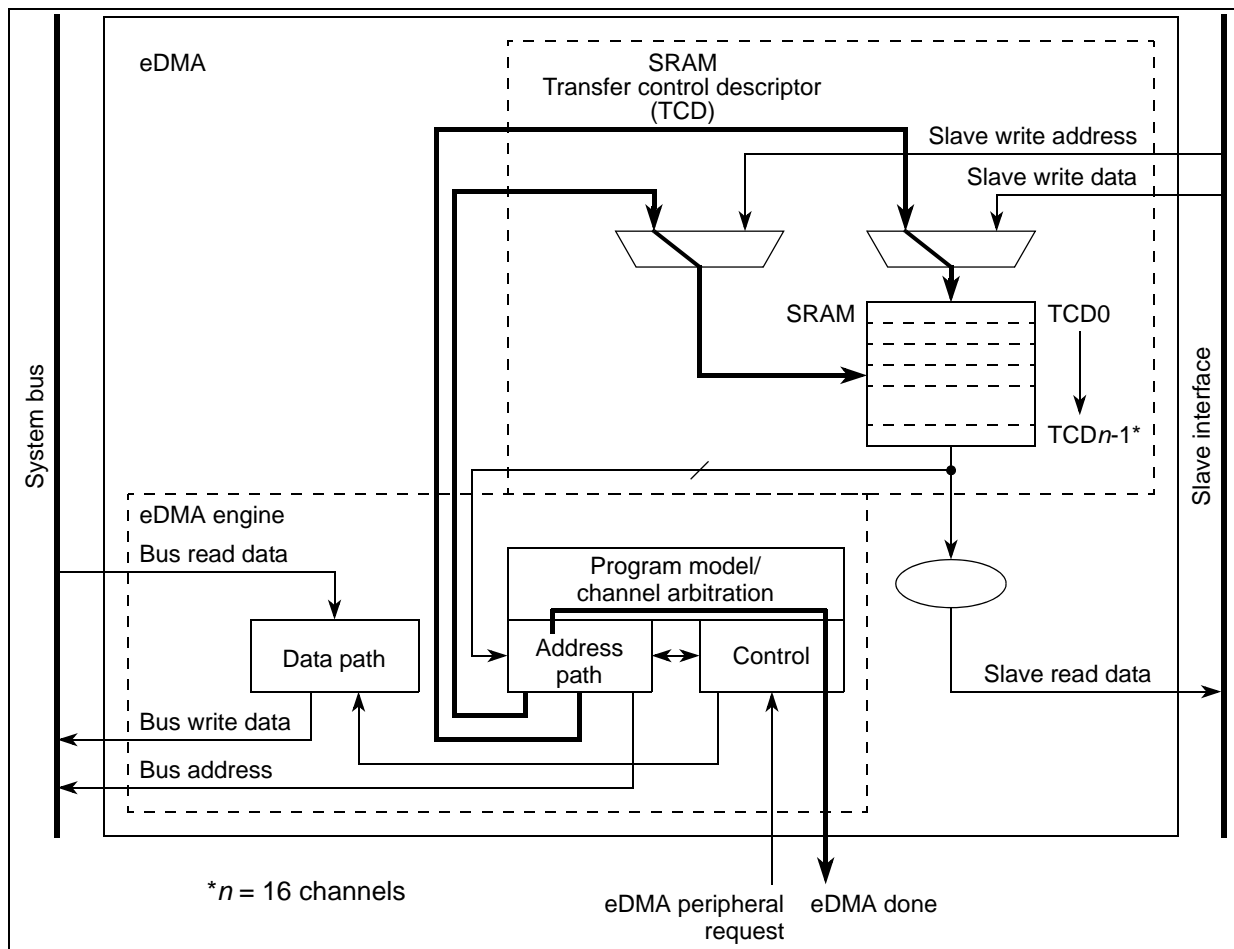 eDMA
SRAM
Transfer control descriptor
(TCD)
Slave write address
Slave write data
SRAM
TCD0
TCDn-1*
System bus
Slave interface
eDMA engine
Bus read data
Program model/
channel arbitration
Data path
Address
path
Control
Slave read data
Bus write data
Bus address
*n = 16 channels
eDMA peripheral
request
eDMA done